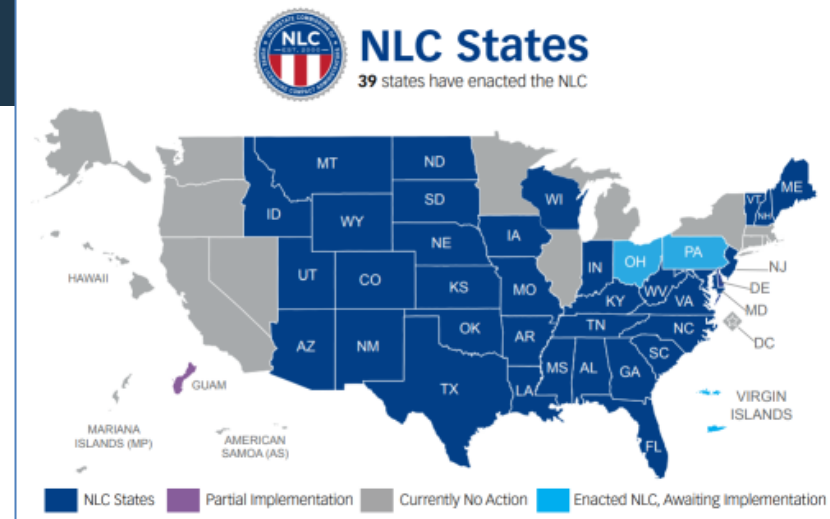 NLC
EST. 2000
NLC States
39 states have enacted the NLC
MT
ND
ME
VT
NH
ID
SD
WI
WY
NE
IA
PA
OH
IN
NJ
UT
CO
KS
MO
WV
VA
DE
KY
MD
HAWAII
AZ
NM
OK
AR
TN
NC
DC
SC
MS
AL
GA
TX
LA
FL
GUAM
VIRGIN
ISLANDS
MARIANA
ISLANDS (MP)
AMERICAN
SAMOA (AS)
NLC States
Partial Implementation
Currently No Action
Enacted NLC, Awaiting Implementation